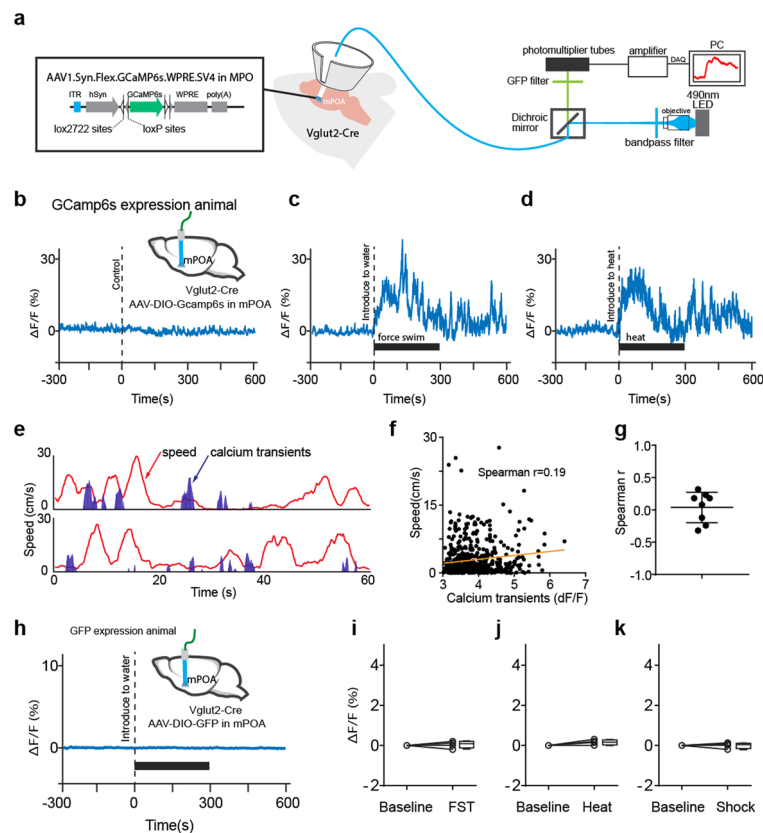 a
AAV1.Syn.Flex.GCaMP6s.WPRE.SV4 in MPO
ITR hSyn GCaMP6s WPRE poly(A)
lox2722 sites loxP sites
mPOA
Vglut2-Cre
photomultiplier tubes
amplifier
DAQ
PC
GFP filter
490nm
LED
objective
Dichroic
mirror
bandpass filter
b
GCamp6s expression animal
ΔF/F (%)
30
0
Control
mPOA
Vglut2-Cre
AAV-DIO-Gcamp6s in mPOA
-300 0 300 600
Time(s)
c
ΔF/F (%)
30
0
Introduce to water
force swim
-300 0 300 600
Time(s)
d
ΔF/F (%)
30
0
Introduce to heat
heat
-300 0 300 600
Time(s)
e
speed calcium transients
Speed (cm/s)
30
0
30
0
0 20 40 60
Time (s)
f
Speed(cm/s)
30
23
15
8
0
Spearman r=0.19
3 4 5 6 7
Calcium transients (dF/F)
g
Spearman r
1.0
0.5
0.0
-0.5
-1.0
h
GFP expression animal
ΔF/F (%)
10
0
Introduce to water
mPOA
Vglut2-Cre
AAV-DIO-GFP in mPOA
-300 0 300 600
Time(s)
i
ΔF/F (%)
4
2
0
-2
Baseline FST
j
4
2
0
-2
Baseline Heat
k
4
2
0
-2
Baseline Shock